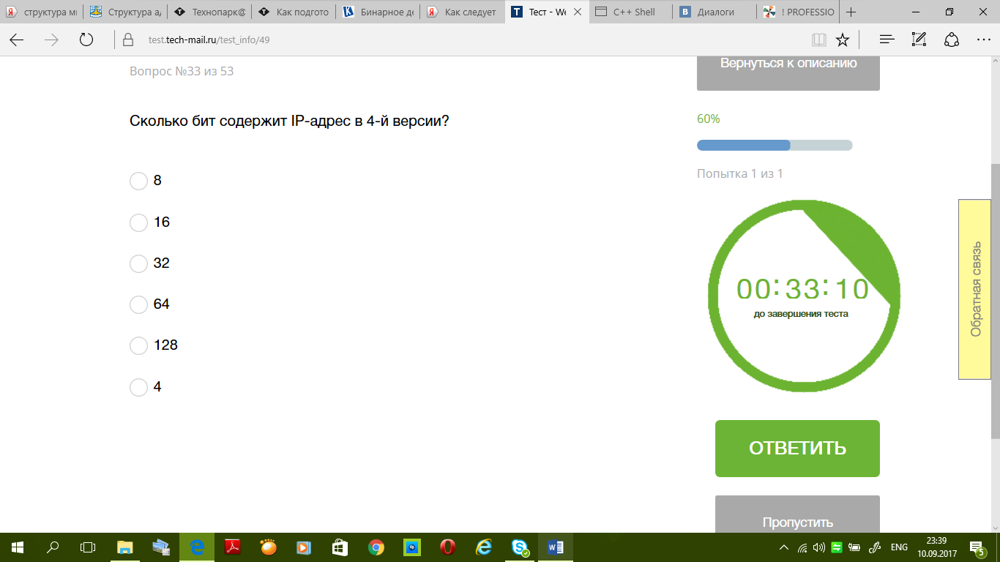 структура ми
Структура ад
Технопарк@
Как подгото
Бинарное де
Как следует
Тест - We
C++ Shell
Диалоги
! PROFESSIO
test.tech-mail.ru/test_info/49
Вопрос №33 из 53
Вернуться к описанию
Сколько бит содержит IP-адрес в 4-й версии?
60%
Попытка 1 из 1
8
16
32
64
128
4
00:33:10
до завершения теста
Обратная связь
ОТВЕТИТЬ
Пропустить
ENG
23:39
10.09.2017
5